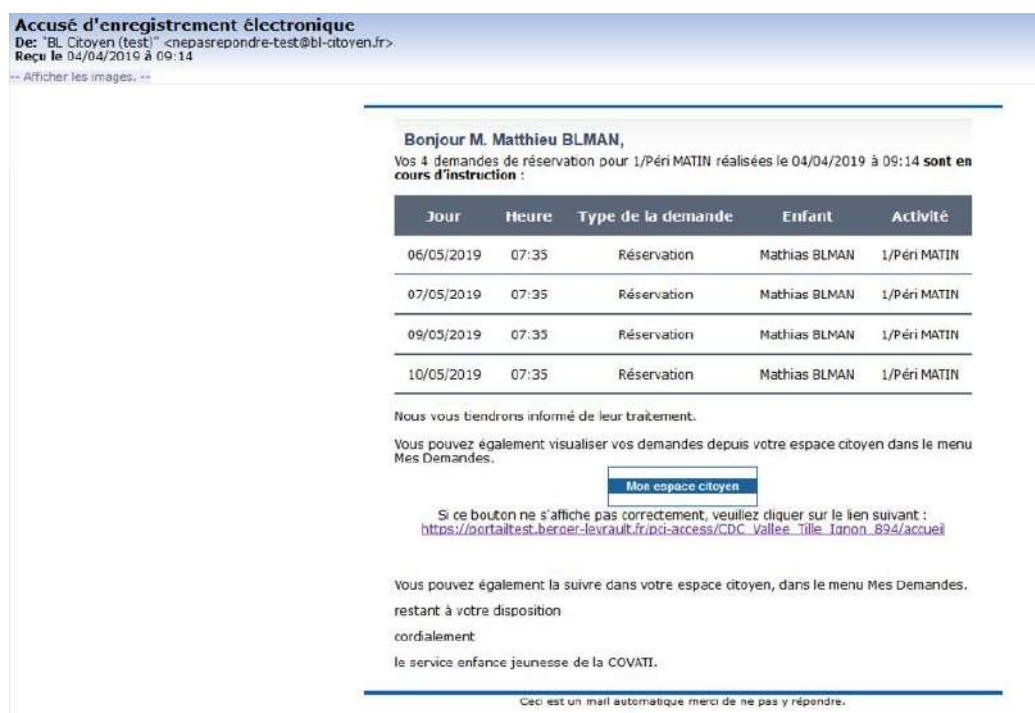 Accusé d'enregistrement électronique
De: "BL Citoyen (test)" <nepasrepondre-test@bl-citoyen.fr>
Reçu le 04/04/2019 à 09:14
-- Afficher les images. --
Bonjour M. Matthieu BLMAN,
Vos 4 demandes de réservation pour 1/Péri MATIN réalisées le 04/04/2019 à 09:14 sont en
cours d'instruction :
Jour Heure Type de la demande Enfant Activité
06/05/2019 07:35 Réservation Mathias BLMAN 1/Péri MATIN
07/05/2019 07:35 Réservation Mathias BLMAN 1/Péri MATIN
09/05/2019 07:35 Réservation Mathias BLMAN 1/Péri MATIN
10/05/2019 07:35 Réservation Mathias BLMAN 1/Péri MATIN
Nous vous tiendrons informé de leur traitement.
Vous pouvez également visualiser vos demandes depuis votre espace citoyen dans le menu
Mes Demandes.
Mon espace citoyen
Si ce bouton ne s'affiche pas correctement, veuillez cliquer sur le lien suivant :
https://portailtest.berger-levrault.fr/pci-access/CDC_Vallee_Tille_Ignon_894/accueil
Vous pouvez également la suivre dans votre espace citoyen, dans le menu Mes Demandes.
restant à votre disposition
cordialement
le service enfance jeunesse de la COVATI.
Ceci est un mail automatique merci de ne pas y répondre.